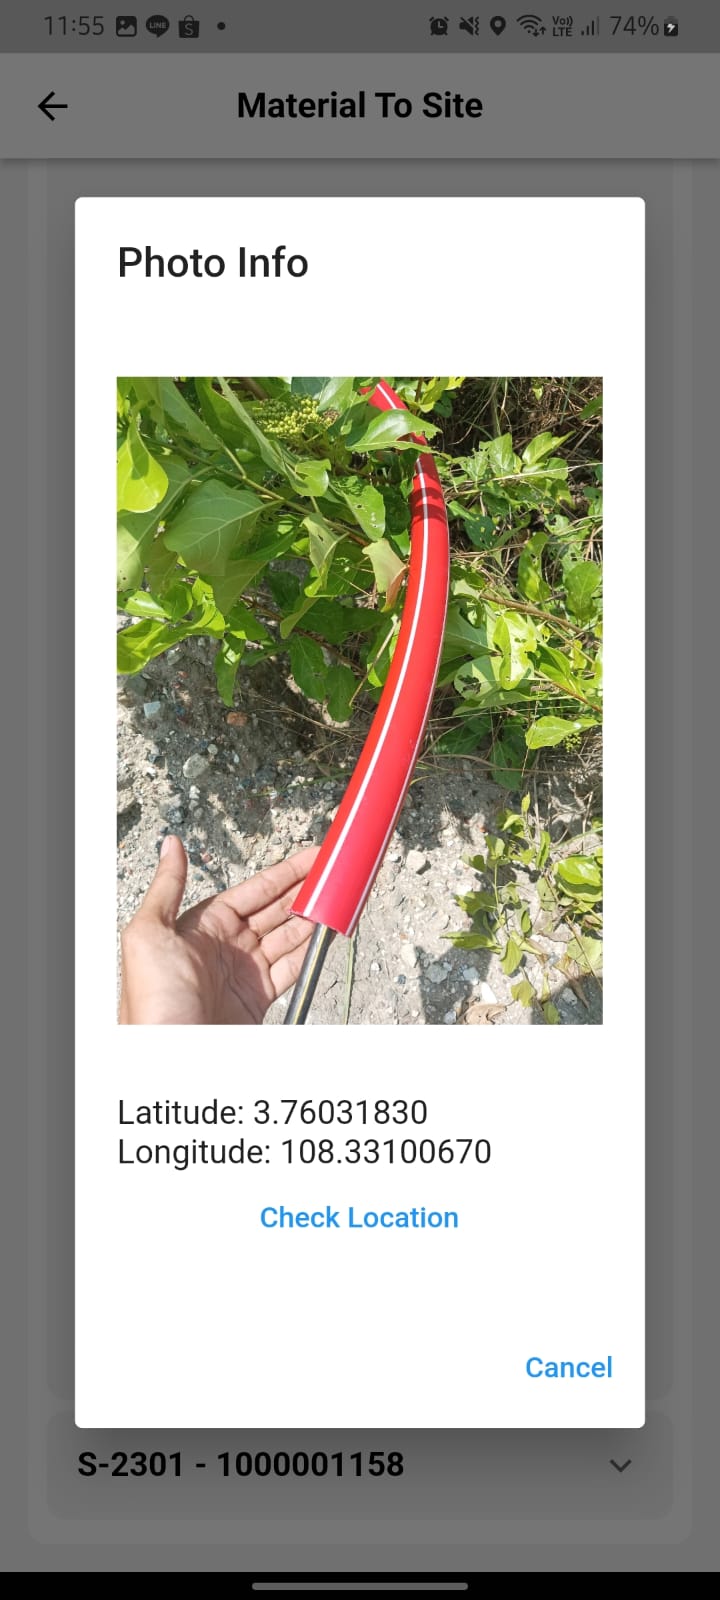 11:55 LINE S VoI) LTE 74%
Material To Site
Photo Info
Latitude: 3.76031830
Longitude: 108.33100670
Check Location
Cancel
S-2301 - 1000001158